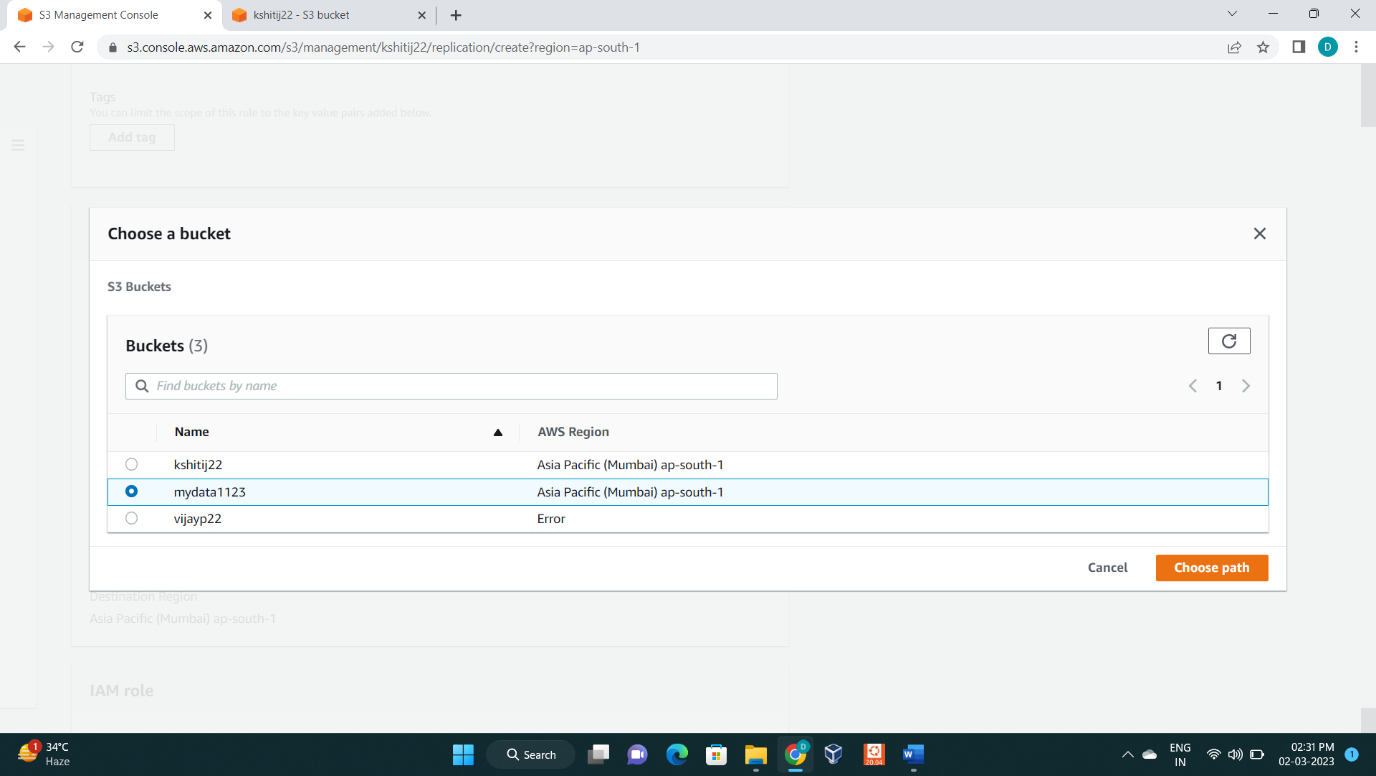 S3 Management Console
kshitij22 - S3 bucket
s3.console.aws.amazon.com/s3/management/kshitij22/replication/create?region=ap-south-1
D
Tags
You can limit the scope of this rule to the key value pairs added below.
Add tag
Choose a bucket
S3 Buckets
Buckets (3)
Find buckets by name
1
Name AWS Region
kshitij22 Asia Pacific (Mumbai) ap-south-1
mydata1123 Asia Pacific (Mumbai) ap-south-1
vijayp22 Error
Cancel Choose path
Destination Region
Asia Pacific (Mumbai) ap-south-1
IAM role
1
34°C
Haze
Search
D
20.04
W
ENG
IN
02:31 PM
02-03-2023
1